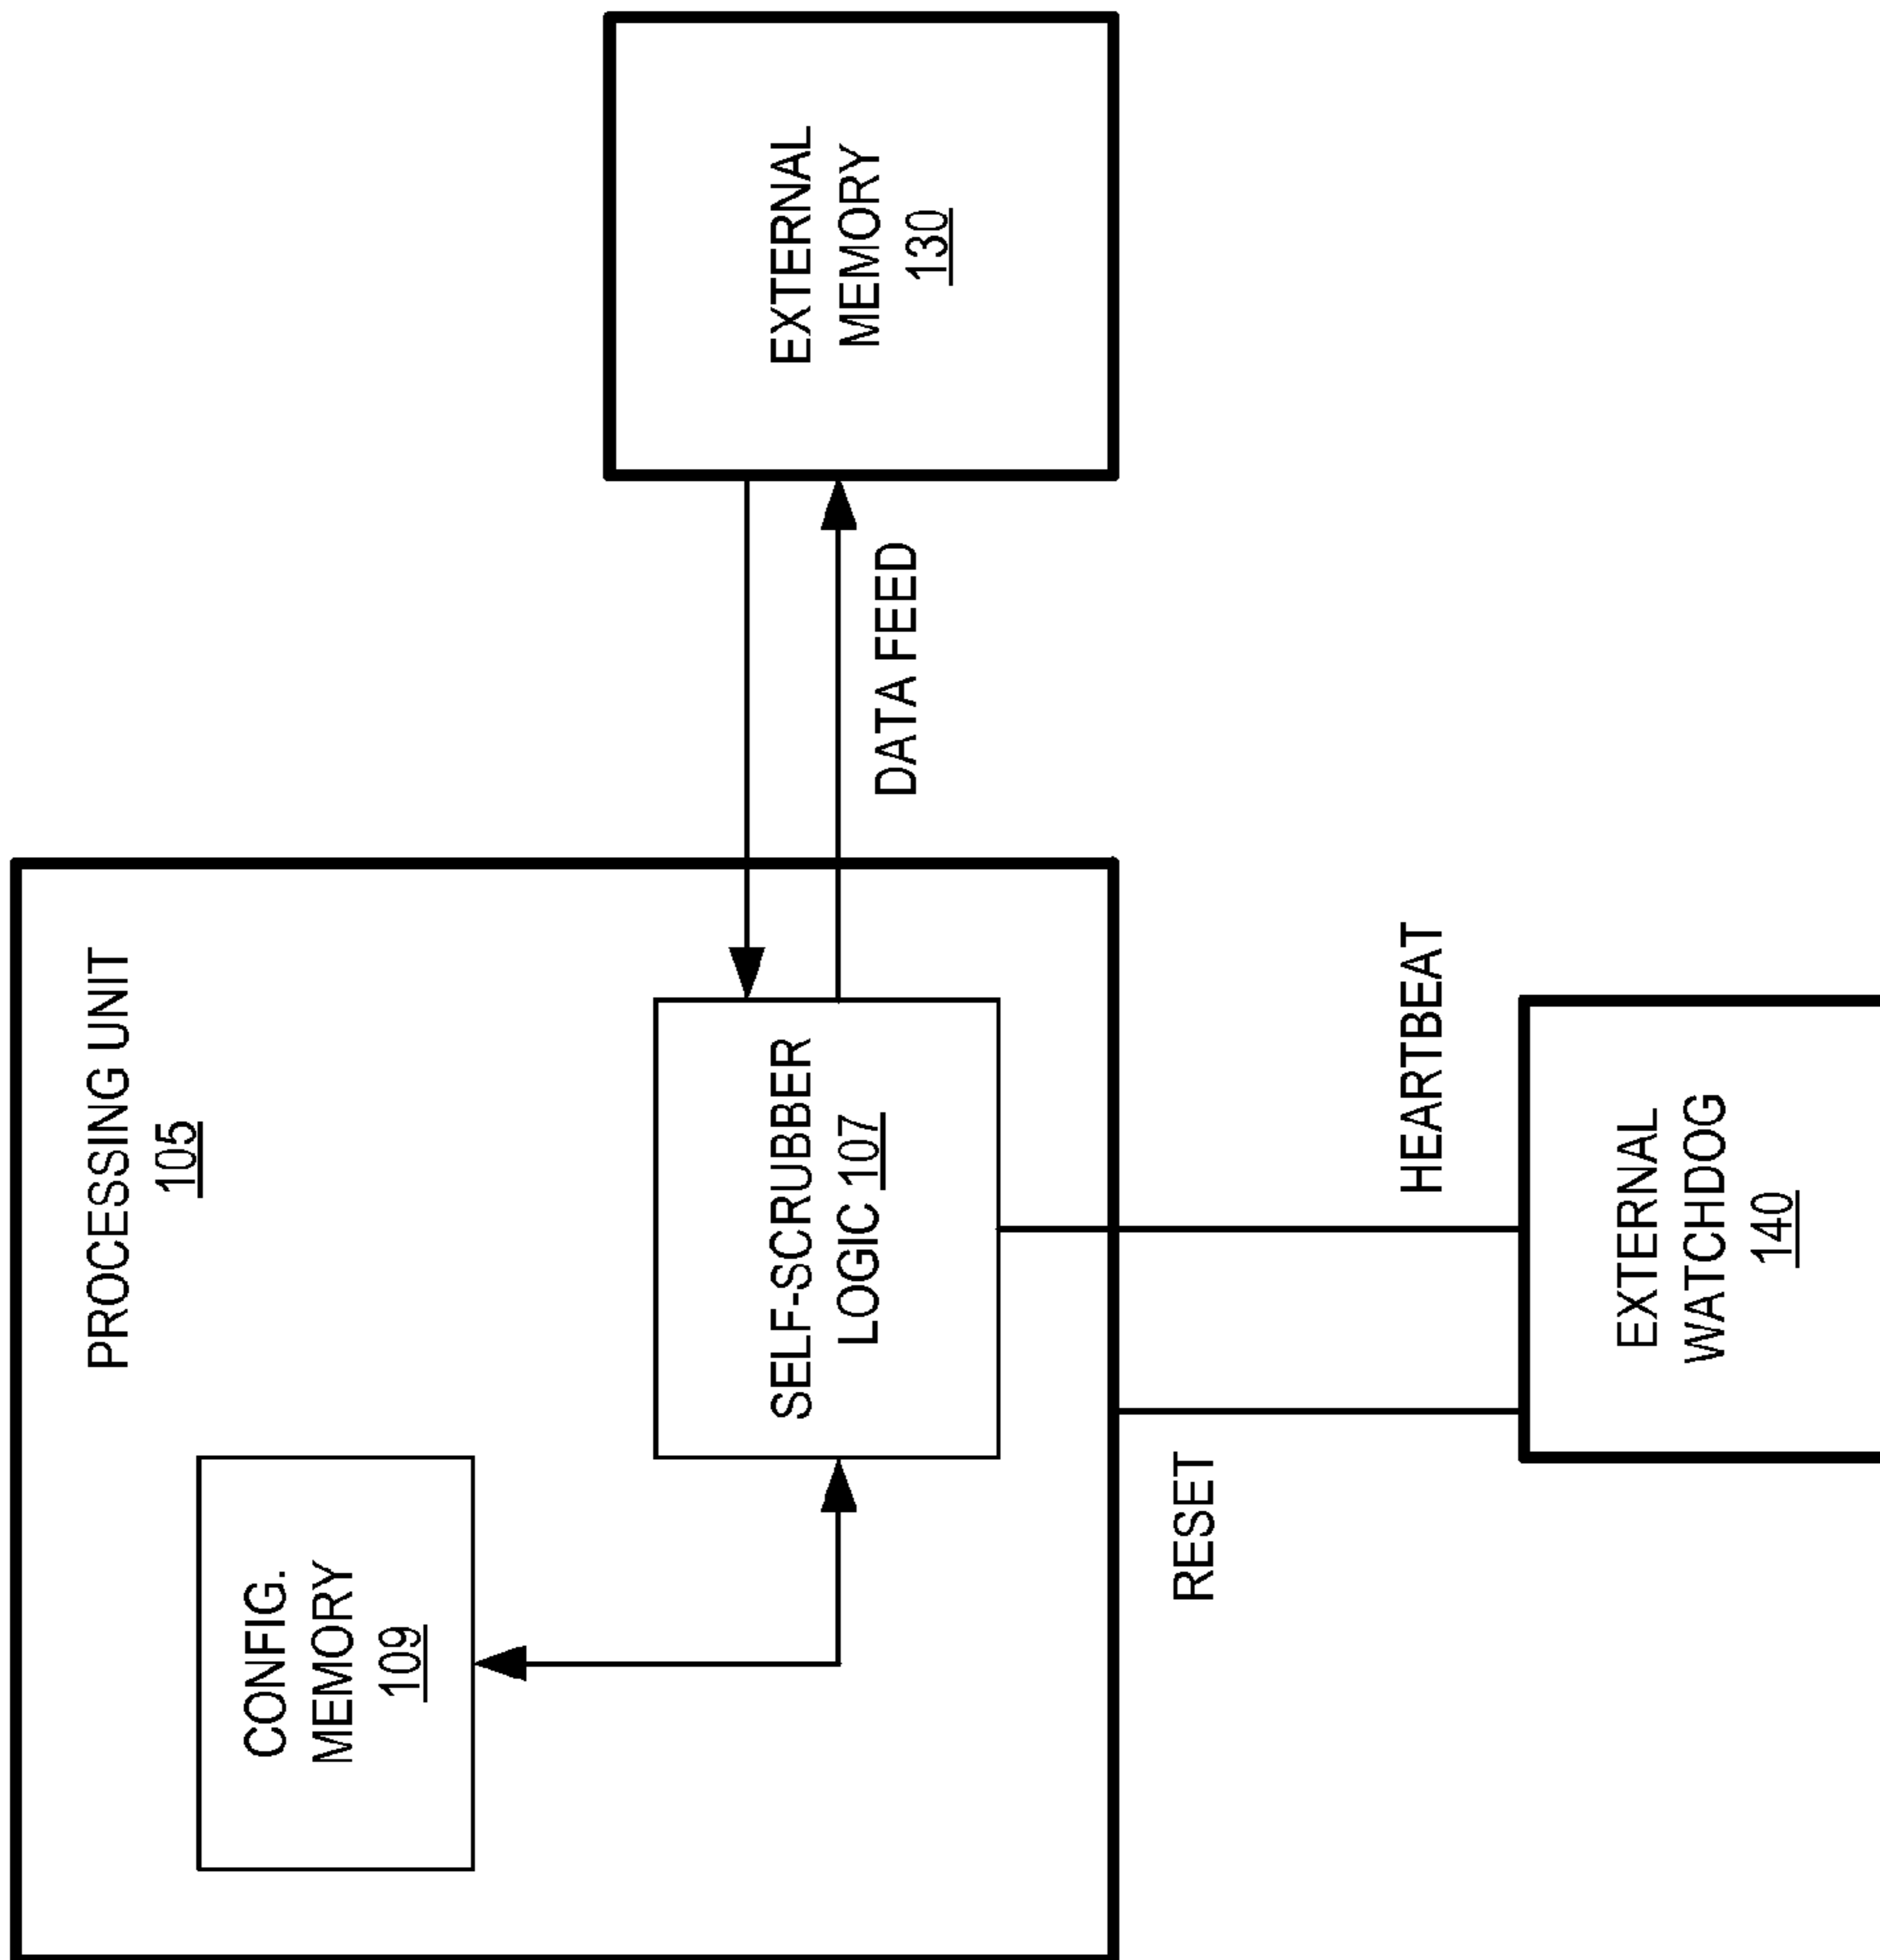 PROCESSING UNIT
105
CONFIG.
MEMORY
109
SELF-SCRUBBER
LOGIC 107
DATA FEED
EXTERNAL
MEMORY
130
RESET
HEARTBEAT
EXTERNAL
WATCHDOG
140